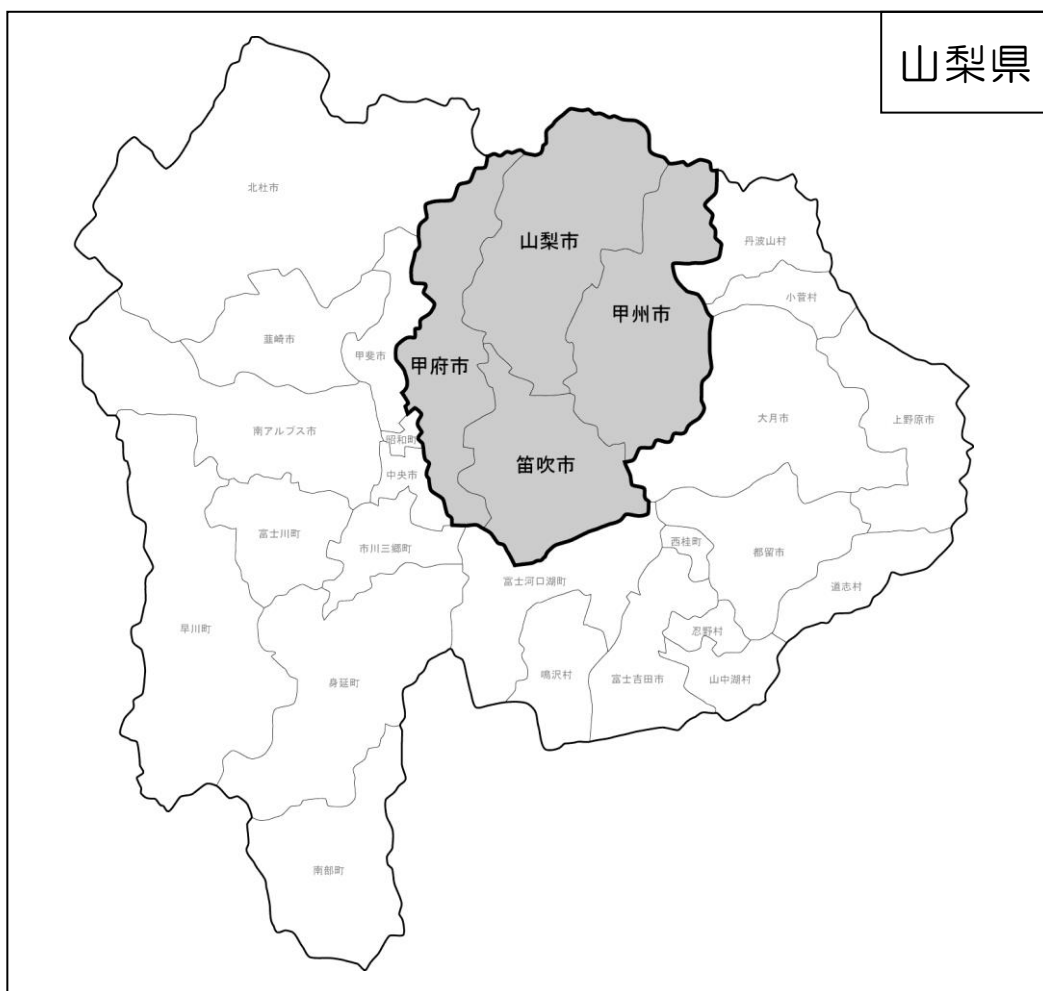 山梨県
北杜市
山梨市
丹波山村
小菅村
韮崎市
甲斐市
甲府市
甲州市
南アルプス市
昭和町
大月市
上野原市
中央市
笛吹市
富士川町
市川三郷町
西桂町
都留市
富士河口湖町
道志村
早川町
忍野村
身延町
鳴沢村
富士吉田市
山中湖村
南部町